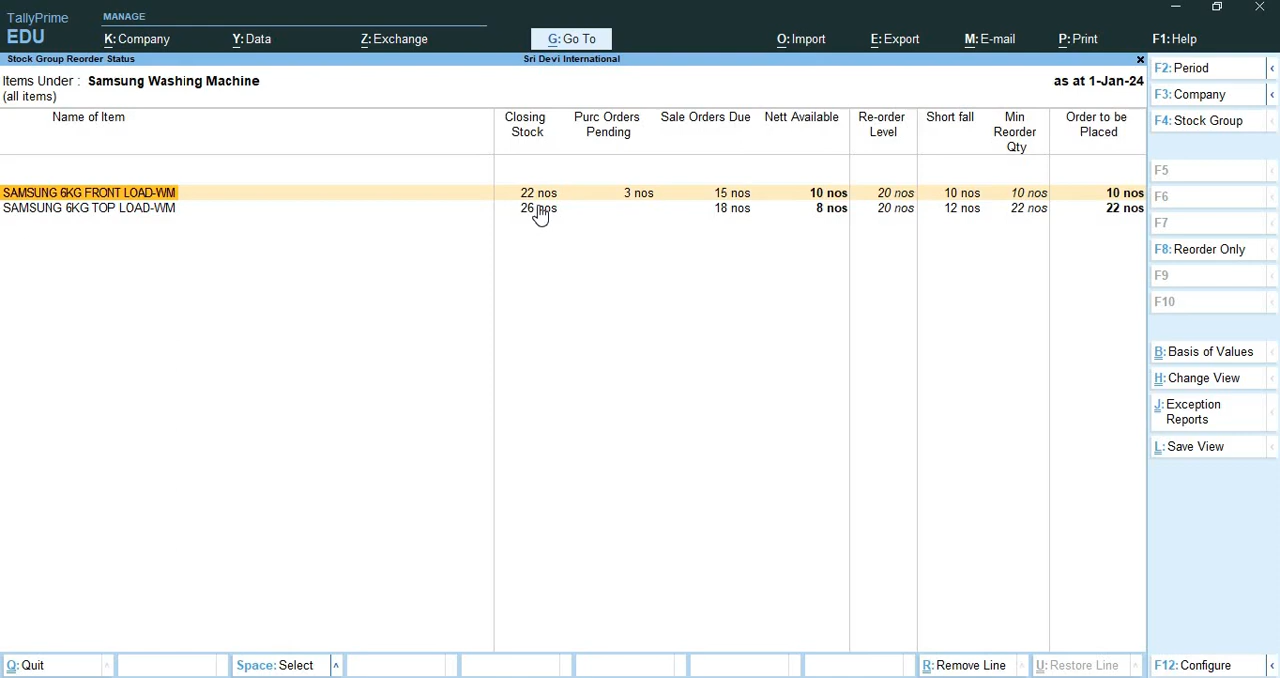 TallyPrime
EDU
MANAGE
K: Company Y: Data Z: Exchange G: Go To O: Import E: Export M: E-mail P: Print F1: Help
Stock Group Reorder Status Sri Devi International
Items Under : Samsung Washing Machine as at 1-Jan-24
(all items)
Name of Item Closing Stock Purc Orders Pending Sale Orders Due Nett Available Re-order Level Short fall Min Reorder Qty Order to be Placed
SAMSUNG 6KG FRONT LOAD-WM 22 nos 3 nos 15 nos 10 nos 20 nos 10 nos 10 nos 10 nos
SAMSUNG 6KG TOP LOAD-WM 26 nos 18 nos 8 nos 20 nos 12 nos 22 nos 22 nos
F2: Period
F3: Company
F4: Stock Group
F5
F6
F7
F8: Reorder Only
F9
F10
B: Basis of Values
H: Change View
J: Exception
Reports
L: Save View
Q: Quit Space: Select R: Remove Line U: Restore Line F12: Configure